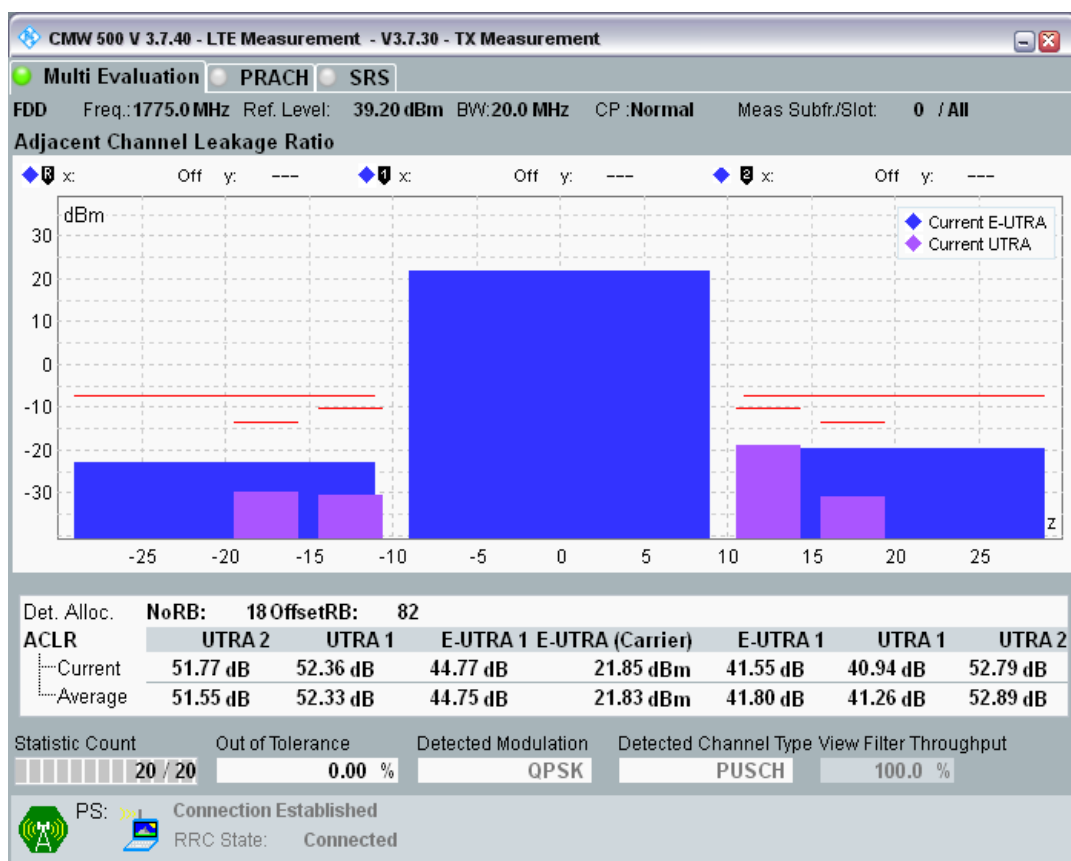 CMW 500 V 3.7.40 - LTE Measurement - V3.7.30 - TX Measurement
Multi Evaluation PRACH SRS
FDD Freq.: 1775.0 MHz Ref. Level: 39.20 dBm BW: 20.0 MHz CP : Normal Meas Subfr./Slot: 0 / All
Adjacent Channel Leakage Ratio
R x: Off y: --- 1 x: Off y: --- 2 x: Off y: ---
dBm
Current E-UTRA
Current UTRA
30
20
10
0
-10
-20
-30
z
-25 -20 -15 -10 -5 0 5 10 15 20 25
Det. Alloc. NoRB: 18 OffsetRB: 82
ACLR UTRA 2 UTRA 1 E-UTRA 1 E-UTRA (Carrier) E-UTRA 1 UTRA 1 UTRA 2
Current 51.77 dB 52.36 dB 44.77 dB 21.85 dBm 41.55 dB 40.94 dB 52.79 dB
Average 51.55 dB 52.33 dB 44.75 dB 21.83 dBm 41.80 dB 41.26 dB 52.89 dB
Statistic Count Out of Tolerance Detected Modulation Detected Channel Type View Filter Throughput
20 / 20 0.00 % QPSK PUSCH 100.0 %
PS: Connection Established
RRC State: Connected